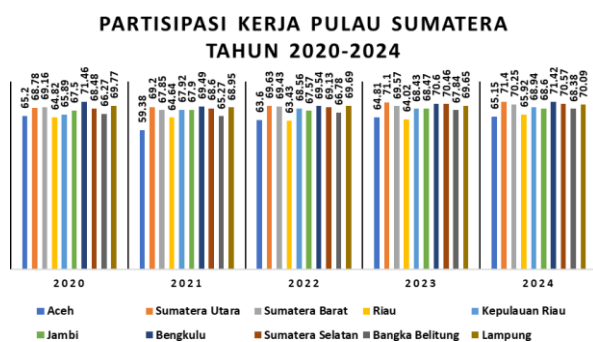 PARTISIPASI KERJA PULAU SUMATERA
TAHUN 2020-2024
65.2 68.78 69.16 64.82 65.89 67.5 71.46 68.48 66.27 69.77
59.38 69.2 67.85 64.64 67.92 67.9 69.49 68.6 65.27 68.95
63.6 69.63 69.43 63.43 68.56 67.57 69.54 69.13 66.78 69.69
64.81 71.1 69.57 64.02 68.43 68.47 70.6 70.46 67.84 69.65
65.15 71.4 70.25 65.92 68.94 68.6 71.42 70.57 68.38 70.09
2020 2021 2022 2023 2024
Aceh Sumatera Utara Sumatera Barat Riau Kepulauan Riau
Jambi Bengkulu Sumatera Selatan Bangka Belitung Lampung